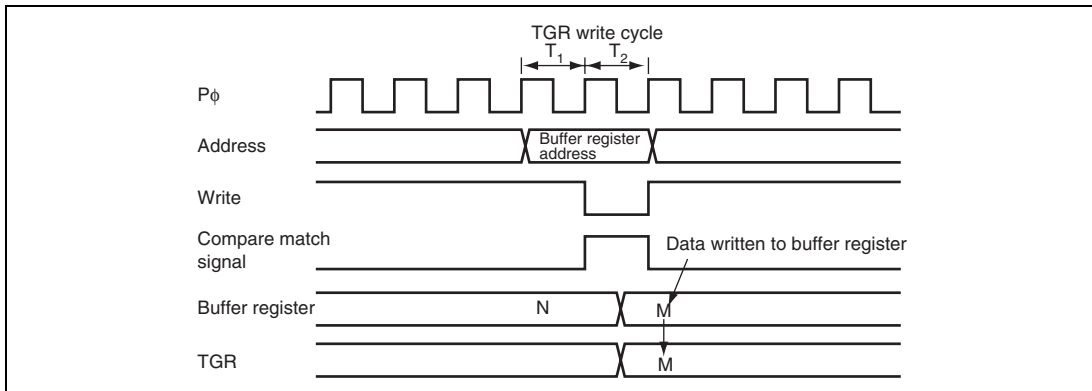 TGR write cycle
T1 T2
Pϕ
Address
Buffer register
address
Write
Compare match
signal
Data written to buffer register
Buffer register
N
M
TGR
M